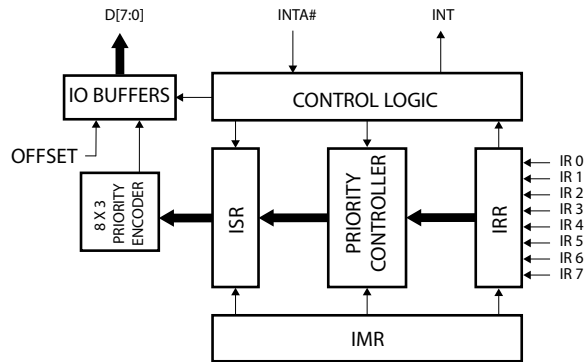 D[7:0]
INTA#
INT
IO BUFFERS
CONTROL LOGIC
OFFSET
8 X 3
PRIORITY
ENCODER
ISR
PRIORITY
CONTROLLER
IRR
IR 0
IR 1
IR 2
IR 3
IR 4
IR 5
IR 6
IR 7
IMR